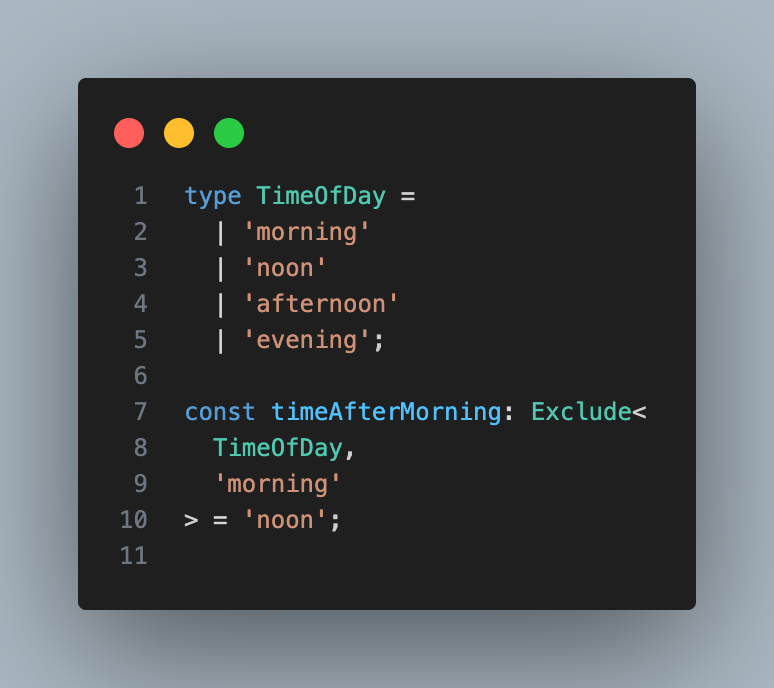 1 type TimeOfDay =
2 | 'morning'
3 | 'noon'
4 | 'afternoon'
5 | 'evening';
6
7 const timeAfterMorning: Exclude<
8 TimeOfDay,
9 'morning'
10 > = 'noon';
11